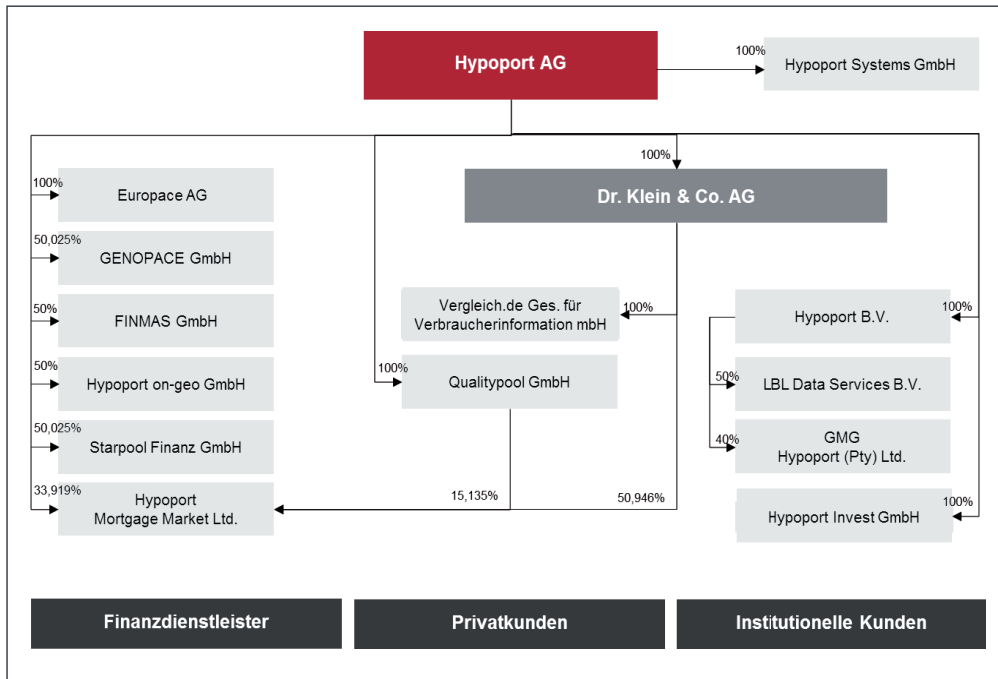 Hypoport AG
100%
Hypoport Systems GmbH
100%
Europace AG
50,025%
GENOPACE GmbH
50%
FINMAS GmbH
50%
Hypoport on-geo GmbH
50,025%
Starpool Finanz GmbH
33,919%
Hypoport
Mortgage Market Ltd.
100%
Dr. Klein & Co. AG
Vergleich.de Ges. für
Verbraucherinformation mbH
100%
100%
Qualitypool GmbH
15,135%
50,946%
Hypoport B.V.
100%
50%
LBL Data Services B.V.
40%
GMG
Hypoport (Pty) Ltd.
100%
Hypoport Invest GmbH
Finanzdienstleister
Privatkunden
Institutionelle Kunden